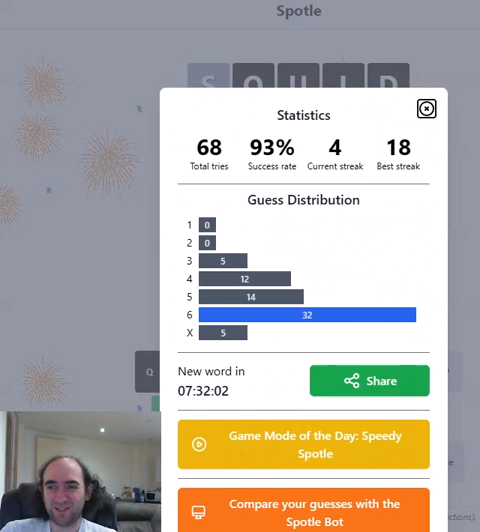 Spotle
S Q U I D
Statistics
68 93% 4 18
Total tries Success rate Current streak Best streak
Guess Distribution
1 0
2 0
3 5
4 12
5 14
6 32
X 5
New word in
07:32:02
Share
Q
Game Mode of the Day: Speedy
Spotle
Compare your guesses with the
Spotle Bot
ections).